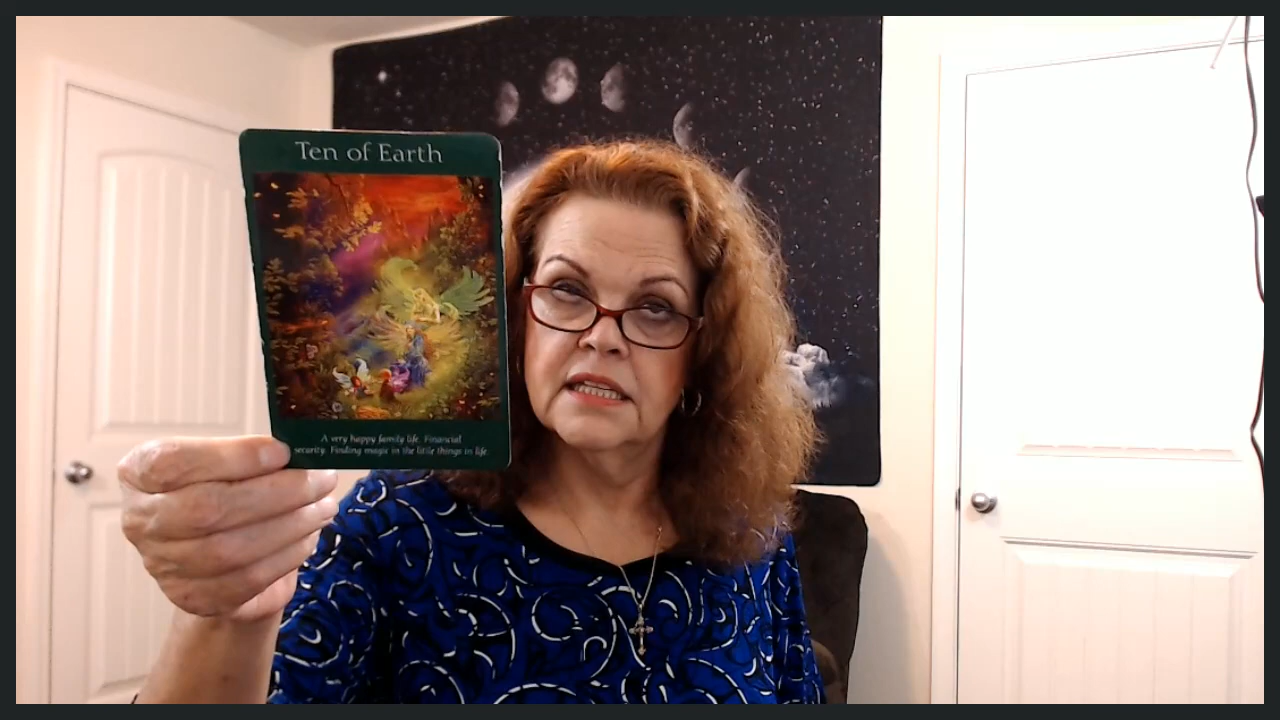 Ten of Earth
A very happy family life. Financial
security. Finding magic in the little things in life.